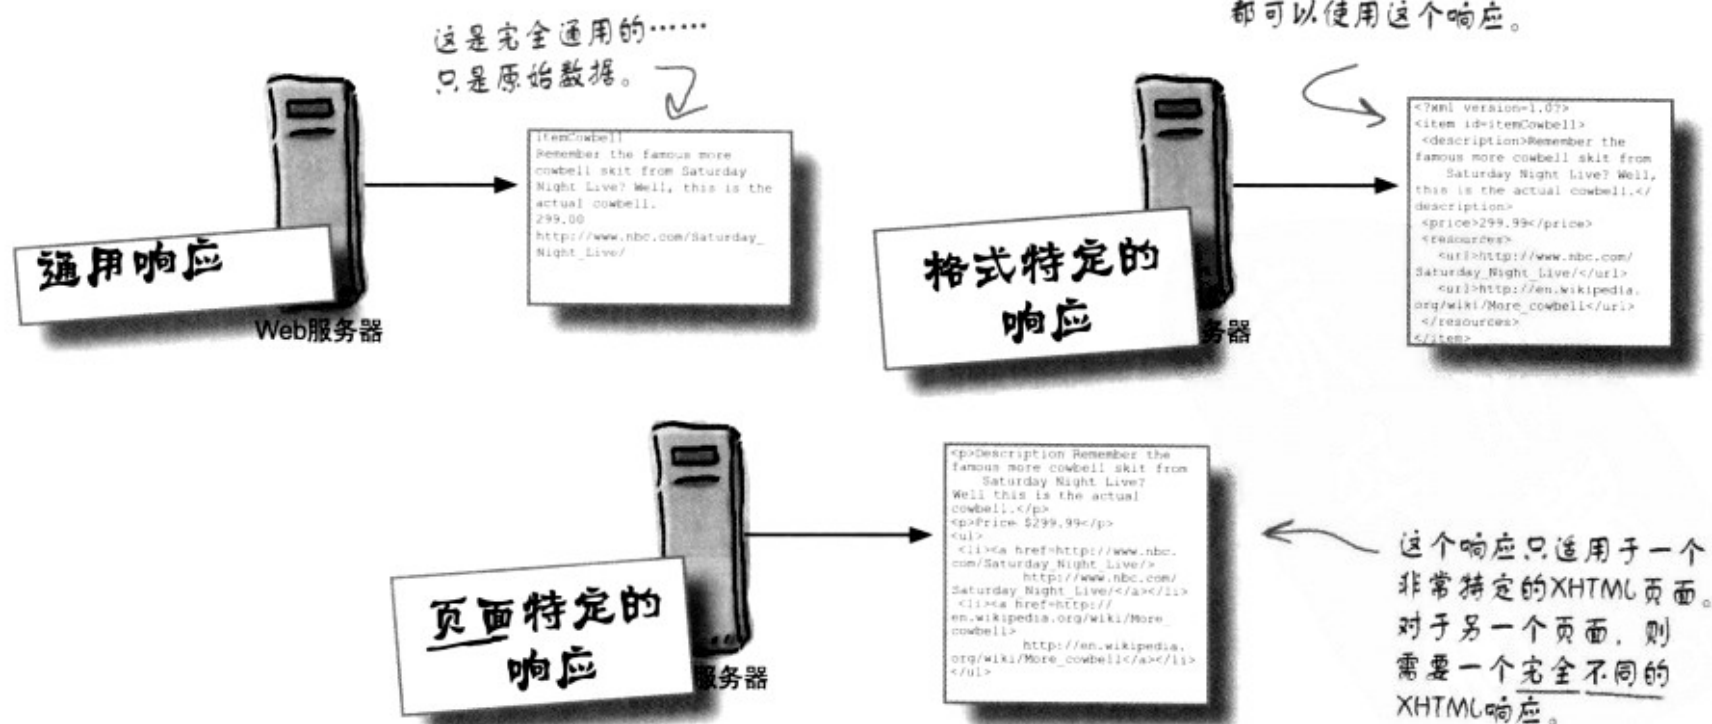 这是完全通用的……
只是原始数据。
itemCowbell
Remember the famous more
cowbell skit from Saturday
Night Live? Well, this is the
actual cowbell.
299.00
http://www.nbc.com/Saturday_
Night_Live/
通用响应
Web服务器
都可以使用这个响应。
<?xml version=1.0?>
<item id=itemCowbell>
<description>Remember the
famous more cowbell skit from
Saturday Night Live? Well,
this is the actual cowbell.</
description>
<price>299.99</price>
<resources>
<url>http://www.nbc.com/
Saturday_Night_Live/</url>
<url>http://en.wikipedia.
org/wiki/More_cowbell</url>
</resources>
</item>
格式特定的
响应
务器
<p>Description Remember the
famous more cowbell skit from
Saturday Night Live?
Well this is the actual
cowbell.</p>
<p>Price $299.99</p>
<ul>
<li><a href=http://www.nbc.
com/Saturday_Night_Live/>
http://www.nbc.com/
Saturday_Night_Live/</a></li>
<li><a href=http://
en.wikipedia.org/wiki/More_
cowbell>
http://en.wikipedia.
org/wiki/More_cowbell</a></li>
</ul>
页面特定的
响应
服务器
这个响应只适用于一个
非常特定的XHTML页面。
对于另一个页面，则
需要一个完全不同的
XHTML响应。